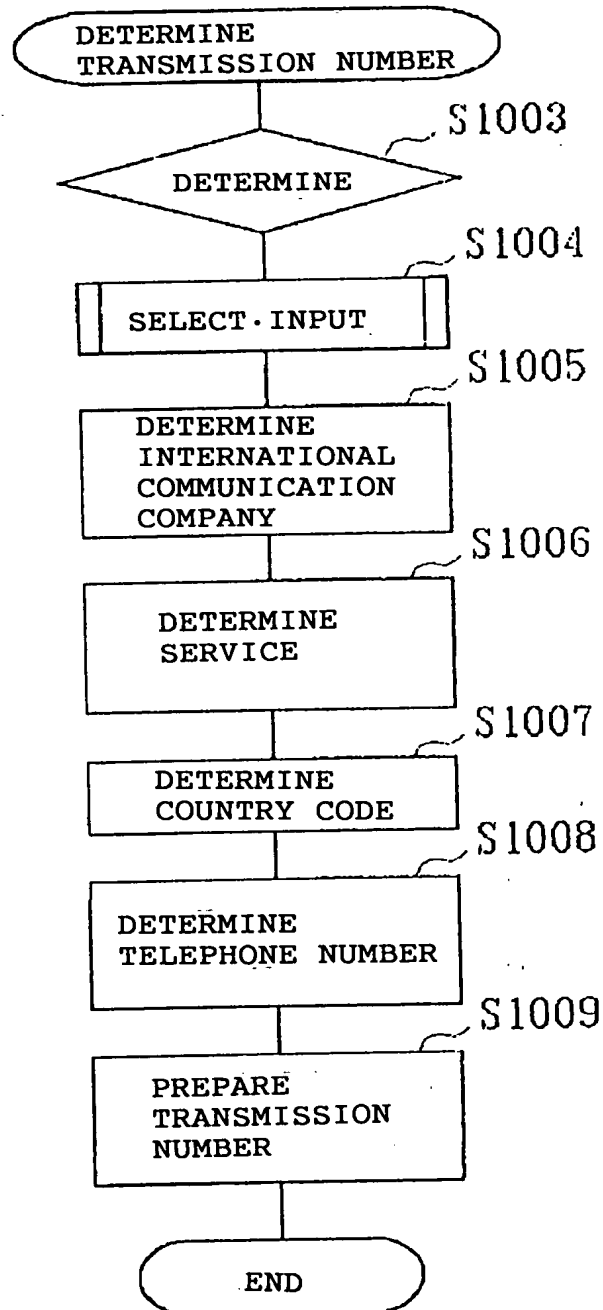 DETERMINE
TRANSMISSION NUMBER
S1003
DETERMINE
S1004
SELECT·INPUT
S1005
DETERMINE
INTERNATIONAL
COMMUNICATION
COMPANY
S1006
DETERMINE
SERVICE
S1007
DETERMINE
COUNTRY CODE
S1008
DETERMINE
TELEPHONE NUMBER
S1009
PREPARE
TRANSMISSION
NUMBER
END